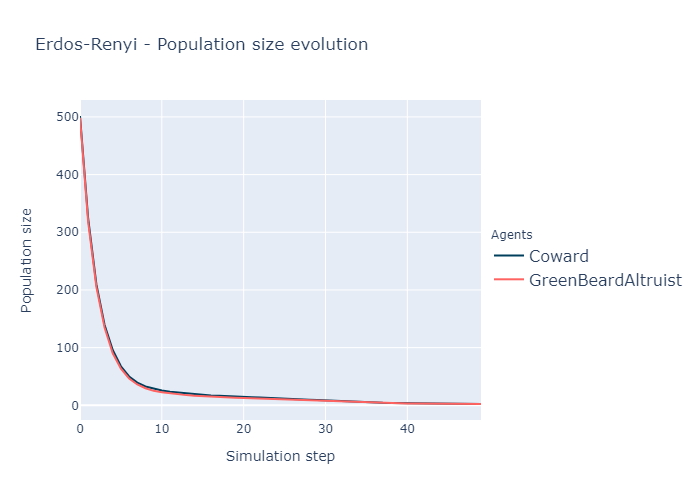 Erdos-Renyi - Population size evolution
Population size
500
400
300
200
100
0
0 10 20 30 40
Simulation step
Agents
Coward
GreenBeardAltruist